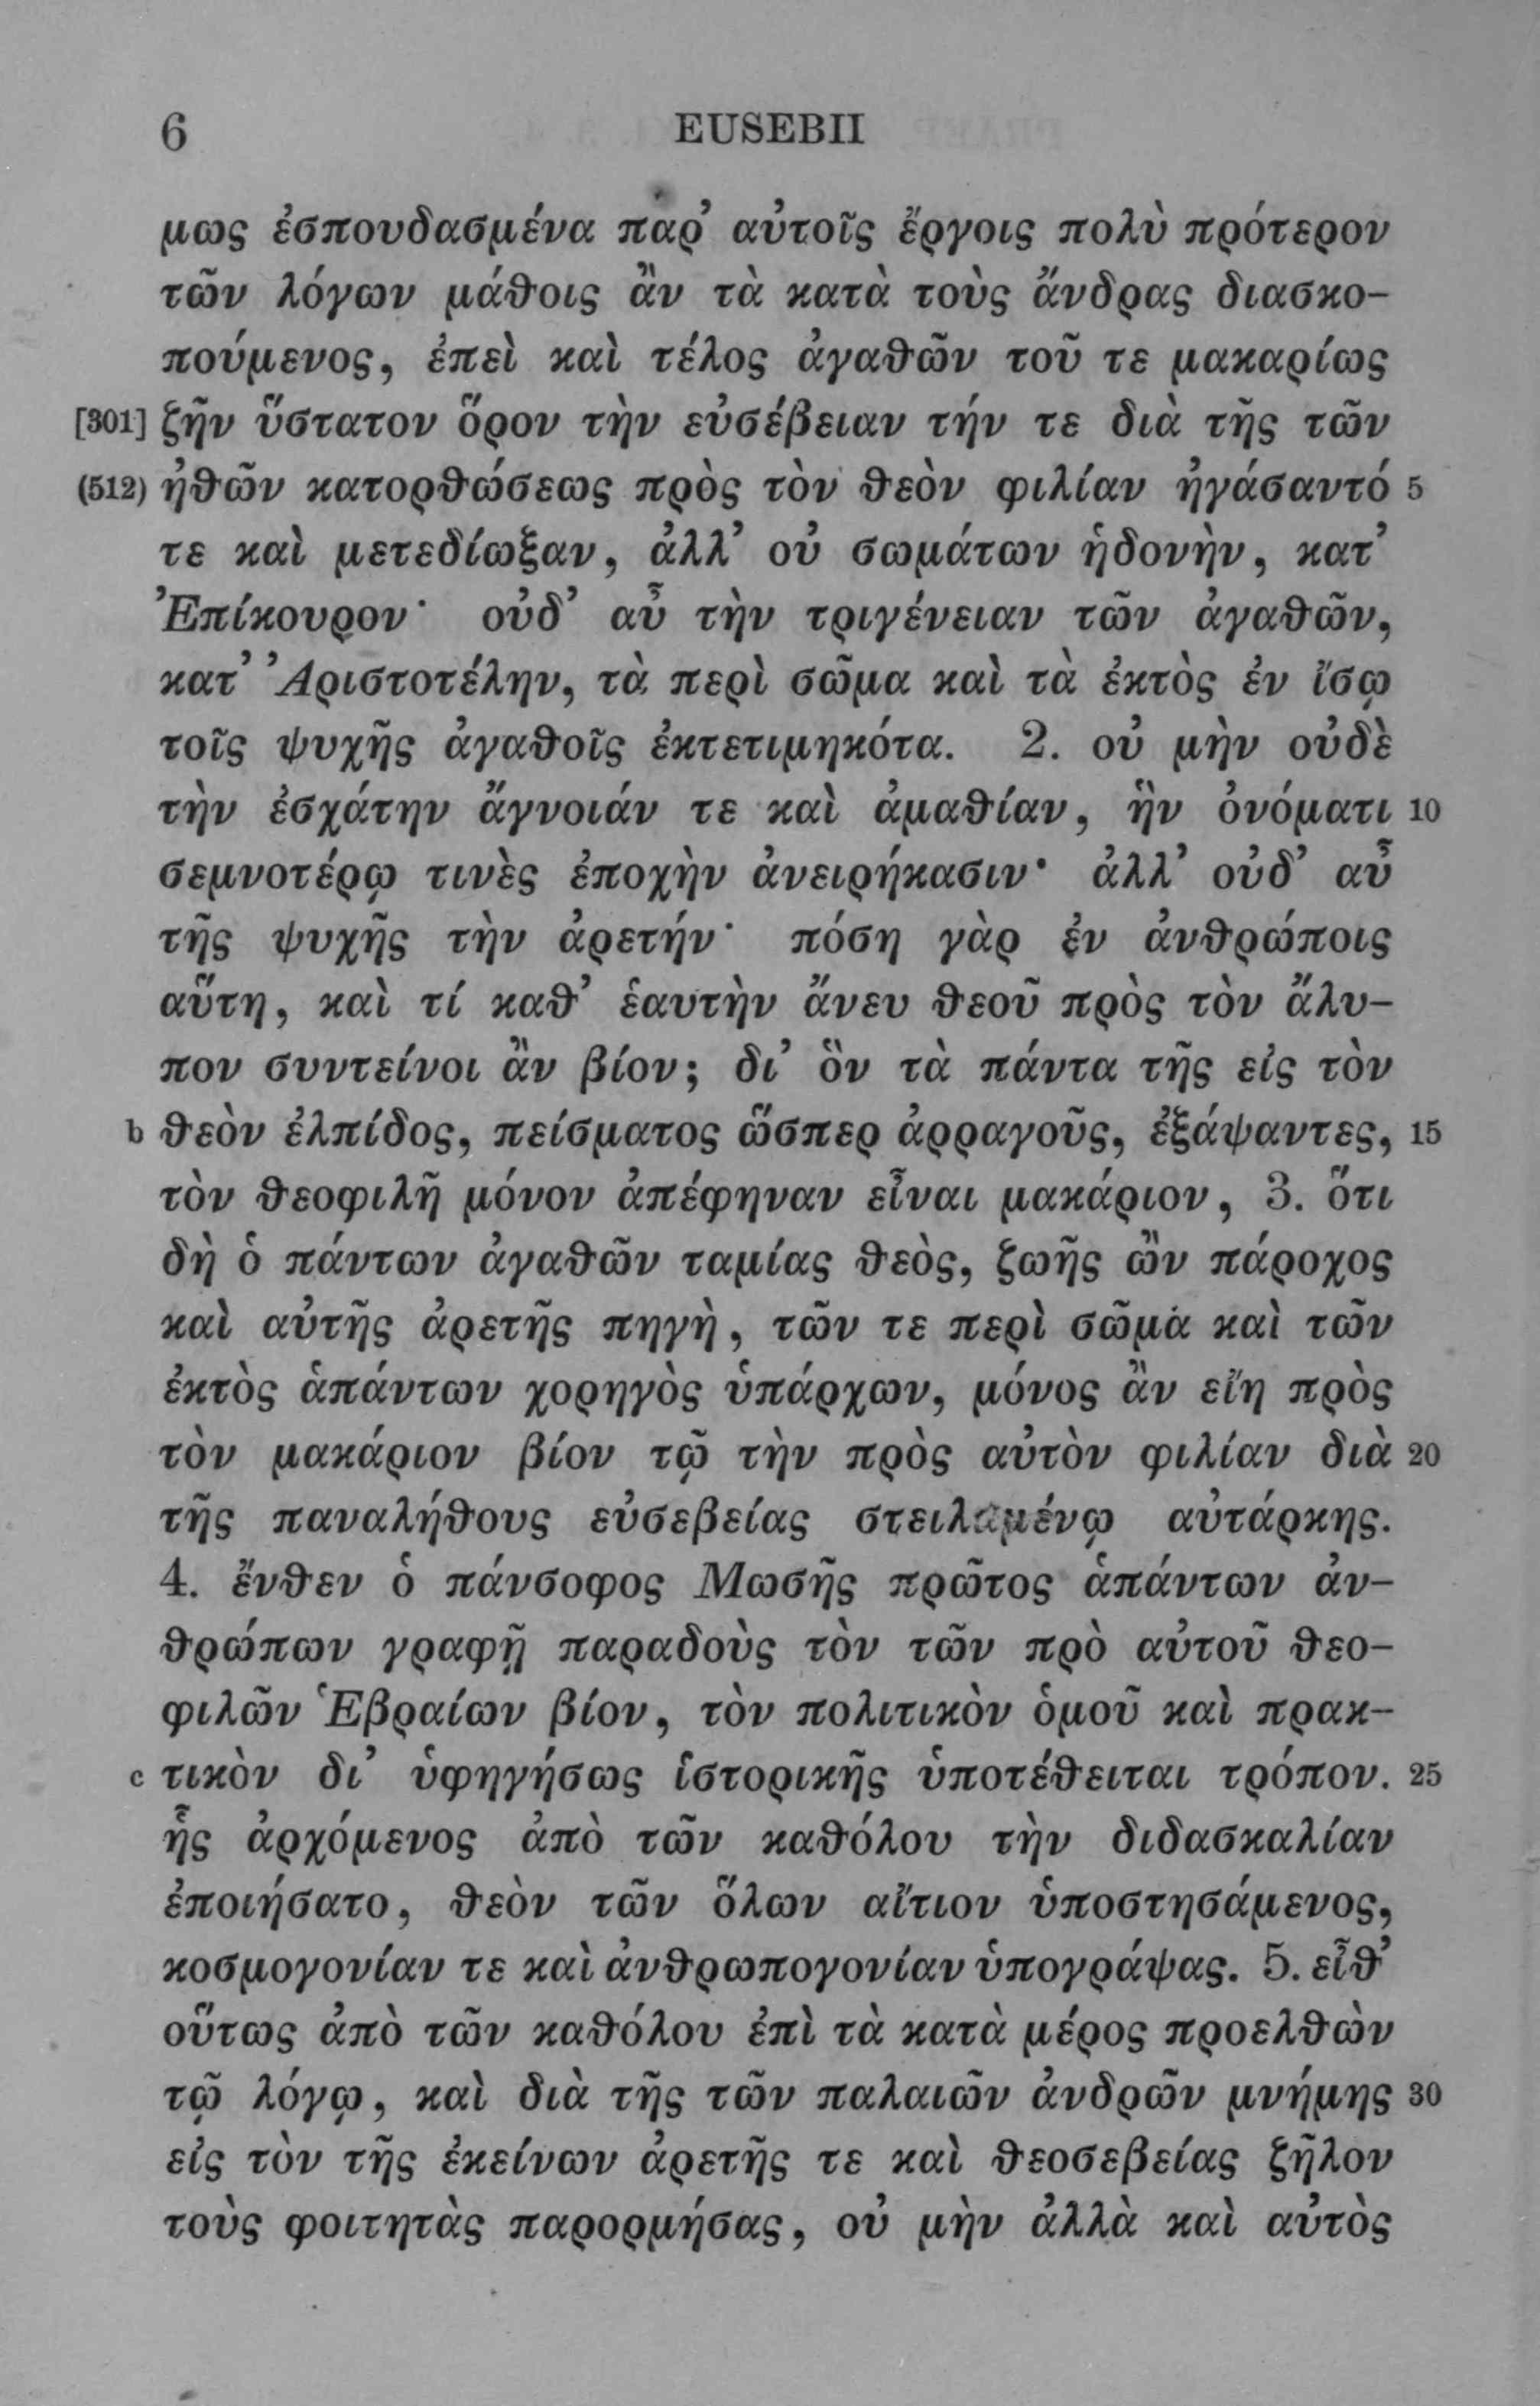 6 EUSEBII
μως ἐσπουδασμένα παρ’ αὐτοῖς ἔργοις πολὺ πρότερον
τῶν λόγων μάθοις ἂν τὰ κατὰ τοὺς ἄνδρας διασκο-
πούμενος, ἐπεὶ καὶ τέλος ἀγαθῶν τοῦ τε μακαρίως
[301] ζῆν ὕστατον ὅρον τὴν εὐσέβειαν τήν τε διὰ τῆς τῶν
(512) ἠθῶν κατορθώσεως πρὸς τὸν θεὸν φιλίαν ἠγάσαντό 5
τε καὶ μετεδίωξαν, ἀλλ’ οὐ σωμάτων ἡδονὴν, κατ’
Ἐπίκουρον· οὐδ’ αὖ τὴν τριγένειαν τῶν ἀγαθῶν,
κατ’ Ἀριστοτέλην, τὰ περὶ σῶμα καὶ τὰ ἐκτὸς ἐν ἴσῳ
τοῖς ψυχῆς ἀγαθοῖς ἐκτετιμηκότα. 2. οὐ μὴν οὐδὲ
τὴν ἐσχάτην ἄγνοιάν τε καὶ ἀμαθίαν, ἣν ὀνόματι 10
σεμνοτέρῳ τινὲς ἐποχὴν ἀνειρήκασιν· ἀλλ’ οὐδ’ αὖ
τῆς ψυχῆς τὴν ἀρετήν· πόση γὰρ ἐν ἀνθρώποις
αὕτη, καὶ τί καθ’ ἑαυτὴν ἄνευ θεοῦ πρὸς τὸν ἄλυ-
πον συντείνοι ἂν βίον; δι’ ὃν τὰ πάντα τῆς εἰς τὸν
b θεὸν ἐλπίδος, πείσματος ὥσπερ ἀρραγοῦς, ἐξάψαντες, 15
τὸν θεοφιλῆ μόνον ἀπέφηναν εἶναι μακάριον, 3. ὅτι
δὴ ὁ πάντων ἀγαθῶν ταμίας θεὸς, ζωῆς ὢν πάροχος
καὶ αὐτῆς ἀρετῆς πηγὴ, τῶν τε περὶ σῶμα καὶ τῶν
ἐκτὸς ἁπάντων χορηγὸς ὑπάρχων, μόνος ἂν εἴη πρὸς
τὸν μακάριον βίον τῷ τὴν πρὸς αὐτὸν φιλίαν διὰ 20
τῆς παναλήθους εὐσεβείας στειλαμένῳ αὐτάρκης.
4. ἔνθεν ὁ πάνσοφος Μωσῆς πρῶτος ἁπάντων ἀν-
θρώπων γραφῇ παραδοὺς τὸν τῶν πρὸ αὐτοῦ θεο-
φιλῶν Ἑβραίων βίον, τὸν πολιτικὸν ὁμοῦ καὶ πρακ-
c τικὸν δι’ ὑφηγήσως ἱστορικῆς ὑποτέθειται τρόπον. 25
ἧς ἀρχόμενος ἀπὸ τῶν καθόλου τὴν διδασκαλίαν
ἐποιήσατο, θεὸν τῶν ὅλων αἴτιον ὑποστησάμενος,
κοσμογονίαν τε καὶ ἀνθρωπογονίαν ὑπογράψας. 5. εἶθ’
οὕτως ἀπὸ τῶν καθόλου ἐπὶ τὰ κατὰ μέρος προελθὼν
τῷ λόγῳ, καὶ διὰ τῆς τῶν παλαιῶν ἀνδρῶν μνήμης 30
εἰς τὸν τῆς ἐκείνων ἀρετῆς τε καὶ θεοσεβείας ζῆλον
τοὺς φοιτητὰς παρορμήσας, οὐ μὴν ἀλλὰ καὶ αὐτὸς